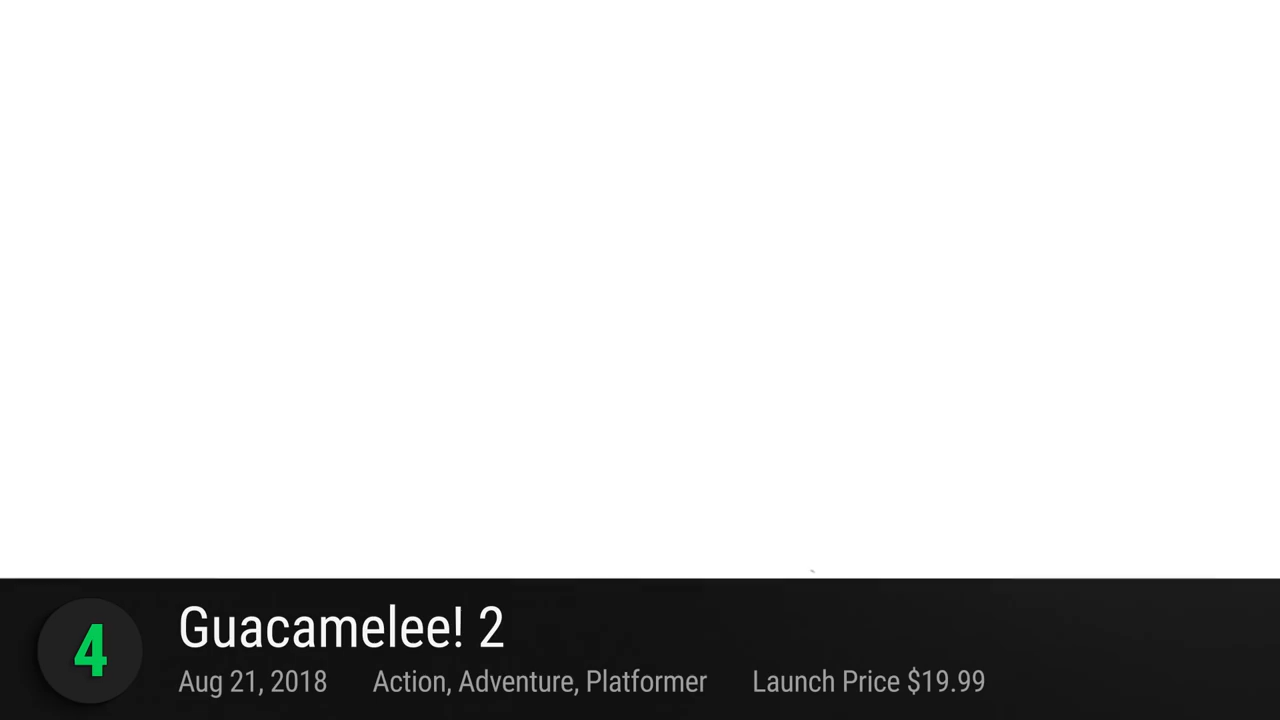 4
Guacamelee! 2
Aug 21, 2018 Action, Adventure, Platformer Launch Price $19.99